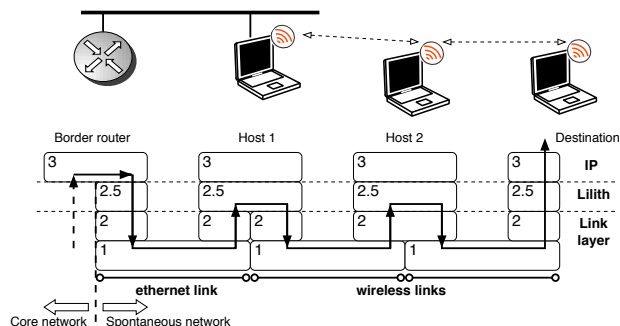 Border router Host 1 Host 2 Destination
3 3 3 3 IP
2.5 2.5 2.5 2.5 Lilith
2 2 2 2 2 Link
layer
1 1 1
ethernet link wireless links
Core network Spontaneous network